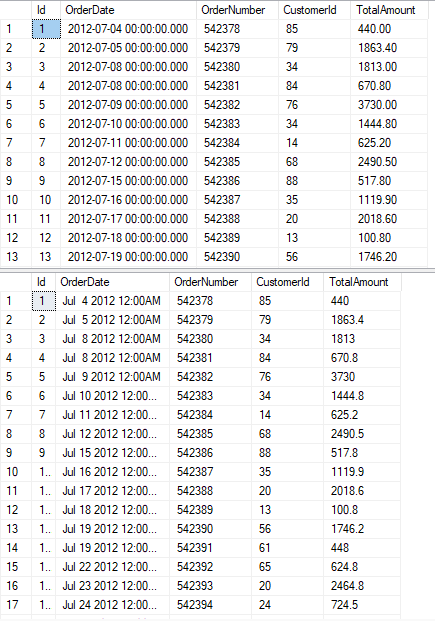 Id OrderDate OrderNumber CustomerId TotalAmount
1 1 2012-07-04 00:00:00.000 542378 85 440.00
2 2 2012-07-05 00:00:00.000 542379 79 1863.40
3 3 2012-07-08 00:00:00.000 542380 34 1813.00
4 4 2012-07-08 00:00:00.000 542381 84 670.80
5 5 2012-07-09 00:00:00.000 542382 76 3730.00
6 6 2012-07-10 00:00:00.000 542383 34 1444.80
7 7 2012-07-11 00:00:00.000 542384 14 625.20
8 8 2012-07-12 00:00:00.000 542385 68 2490.50
9 9 2012-07-15 00:00:00.000 542386 88 517.80
10 10 2012-07-16 00:00:00.000 542387 35 1119.90
11 11 2012-07-17 00:00:00.000 542388 20 2018.60
12 12 2012-07-18 00:00:00.000 542389 13 100.80
13 13 2012-07-19 00:00:00.000 542390 56 1746.20
Id OrderDate OrderNumber CustomerId TotalAmount
1 1 Jul 4 2012 12:00AM 542378 85 440
2 2 Jul 5 2012 12:00AM 542379 79 1863.4
3 3 Jul 8 2012 12:00AM 542380 34 1813
4 4 Jul 8 2012 12:00AM 542381 84 670.8
5 5 Jul 9 2012 12:00AM 542382 76 3730
6 6 Jul 10 2012 12:00... 542383 34 1444.8
7 7 Jul 11 2012 12:00... 542384 14 625.2
8 8 Jul 12 2012 12:00... 542385 68 2490.5
9 9 Jul 15 2012 12:00... 542386 88 517.8
10 1.. Jul 16 2012 12:00... 542387 35 1119.9
11 1.. Jul 17 2012 12:00... 542388 20 2018.6
12 1.. Jul 18 2012 12:00... 542389 13 100.8
13 1.. Jul 19 2012 12:00... 542390 56 1746.2
14 1.. Jul 19 2012 12:00... 542391 61 448
15 1.. Jul 22 2012 12:00... 542392 65 624.8
16 1.. Jul 23 2012 12:00... 542393 20 2464.8
17 1.. Jul 24 2012 12:00... 542394 24 724.5